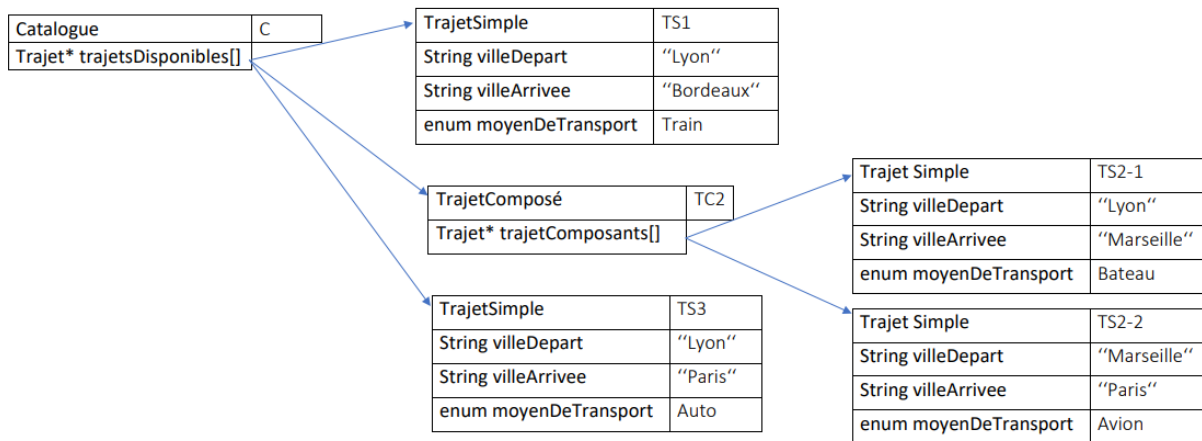 Catalogue C
Trajet* trajetsDisponibles[]
TrajetSimple TS1
String villeDepart ‘‘Lyon‘‘
String villeArrivee ‘‘Bordeaux‘‘
enum moyenDeTransport Train
TrajetComposé TC2
Trajet* trajetComposants[]
Trajet Simple TS2-1
String villeDepart ‘‘Lyon‘‘
String villeArrivee ‘‘Marseille‘‘
enum moyenDeTransport Bateau
TrajetSimple TS3
String villeDepart ‘‘Lyon‘‘
String villeArrivee ‘‘Paris‘‘
enum moyenDeTransport Auto
Trajet Simple TS2-2
String villeDepart ‘‘Marseille‘‘
String villeArrivee ‘‘Paris‘‘
enum moyenDeTransport Avion